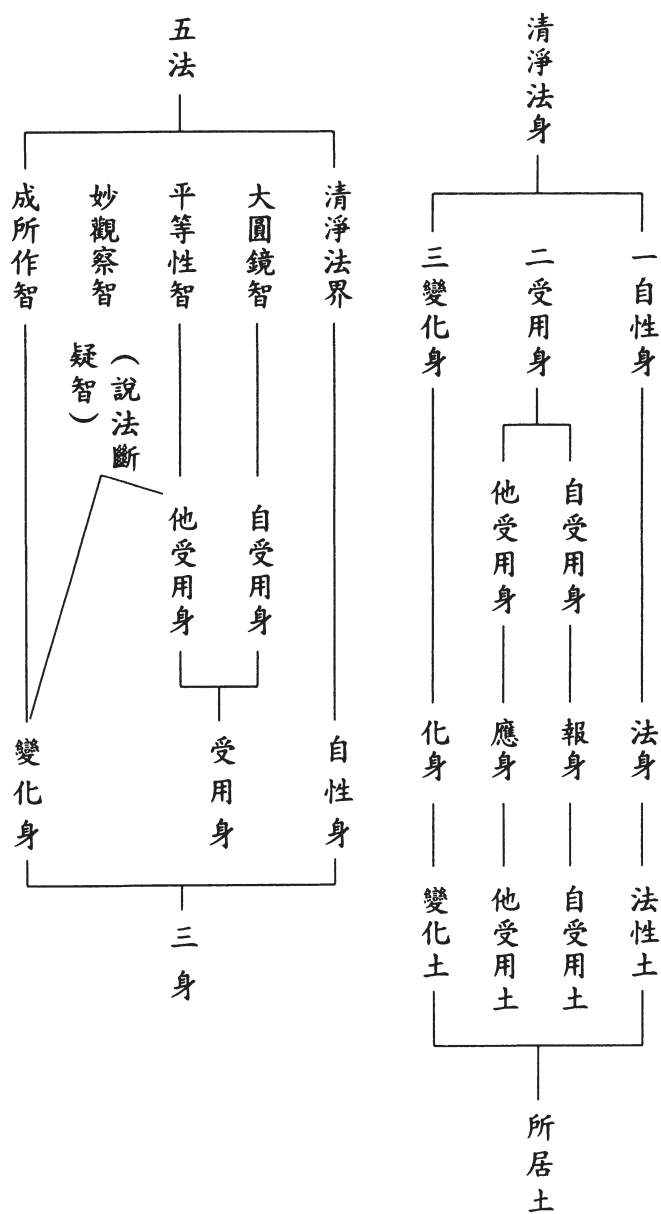 清淨法身
一自性身
二受用身
三變化身
自受用身
他受用身
法身
報身
應身
化身
法性土
自受用土
他受用土
變化土
所居土
五法
清淨法界
大圓鏡智
平等性智
妙觀察智
成所作智
（說法斷
疑智）
自受用身
他受用身
自性身
受用身
變化身
三身